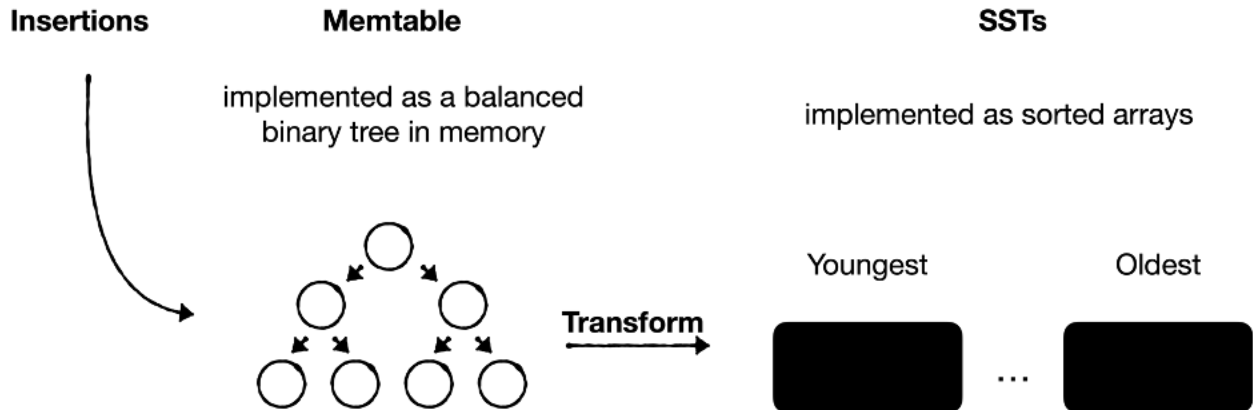 Insertions
Memtable
SSTs
implemented as a balanced
binary tree in memory
implemented as sorted arrays
Youngest
Oldest
Transform
...